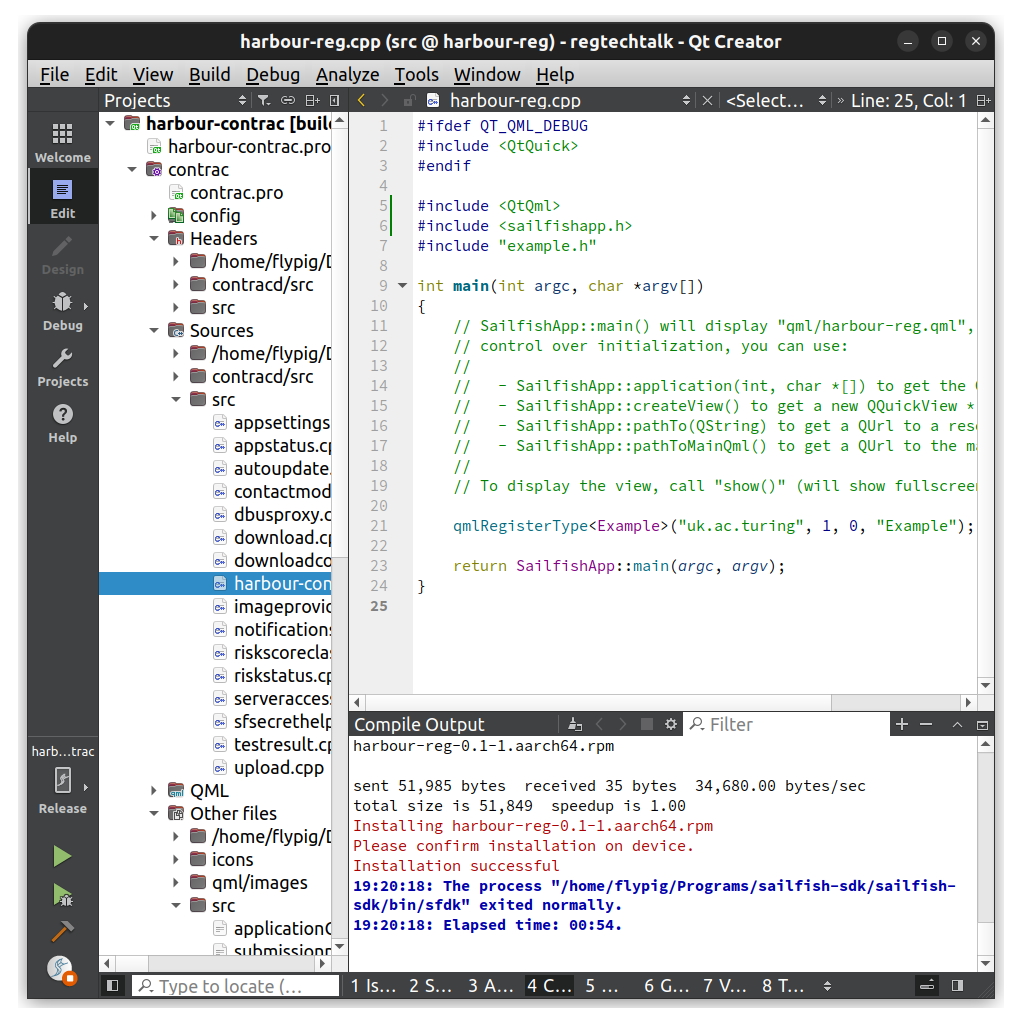 harbour-reg.cpp (src @ harbour-reg) - regtechtalk - Qt Creator
File Edit View Build Debug Analyze Tools Window Help
Projects
harbour-reg.cpp
<Select... » Line: 25, Col: 1
Welcome
Edit
Design
Debug
Projects
Help
harb…trac
Release
harbour-contrac [buil
harbour-contrac.pro
contrac
contrac.pro
config
Headers
/home/flypig/D
contracd/src
src
Sources
/home/flypig/D
contracd/src
src
appsettings
appstatus.cp
autoupdate.
contactmod
dbusproxy.c
download.cp
downloadco
harbour-con
imageprovid
notifications
riskscorecla
riskstatus.cp
serveracces
sfsecrethelp
testresult.cp
upload.cpp
QML
Other files
/home/flypig/D
icons
qml/images
src
applicationC
submissionr
1 #ifdef QT_QML_DEBUG
2 #include <QtQuick>
3 #endif
4
5 #include <QtQml>
6 #include <sailfishapp.h>
7 #include "example.h"
8
9 int main(int argc, char *argv[])
10 {
11 // SailfishApp::main() will display "qml/harbour-reg.qml",
12 // control over initialization, you can use:
13 //
14 // - SailfishApp::application(int, char *[]) to get the
15 // - SailfishApp::createView() to get a new QQuickView *
16 // - SailfishApp::pathTo(QString) to get a QUrl to a res
17 // - SailfishApp::pathToMainQml() to get a QUrl to the ma
18 //
19 // To display the view, call "show()" (will show fullscreen
20
21 qmlRegisterType<Example>("uk.ac.turing", 1, 0, "Example");
22
23 return SailfishApp::main(argc, argv);
24 }
25
Compile Output
Filter
harbour-reg-0.1-1.aarch64.rpm
sent 51,985 bytes received 35 bytes 34,680.00 bytes/sec
total size is 51,849 speedup is 1.00
Installing harbour-reg-0.1-1.aarch64.rpm
Please confirm installation on device.
Installation successful
19:20:18: The process "/home/flypig/Programs/sailfish-sdk/sailfish-
sdk/bin/sfdk" exited normally.
19:20:18: Elapsed time: 00:54.
Type to locate (…
1 Is… 2 S… 3 A… 4 C… 5 … 6 G… 7 V… 8 T…